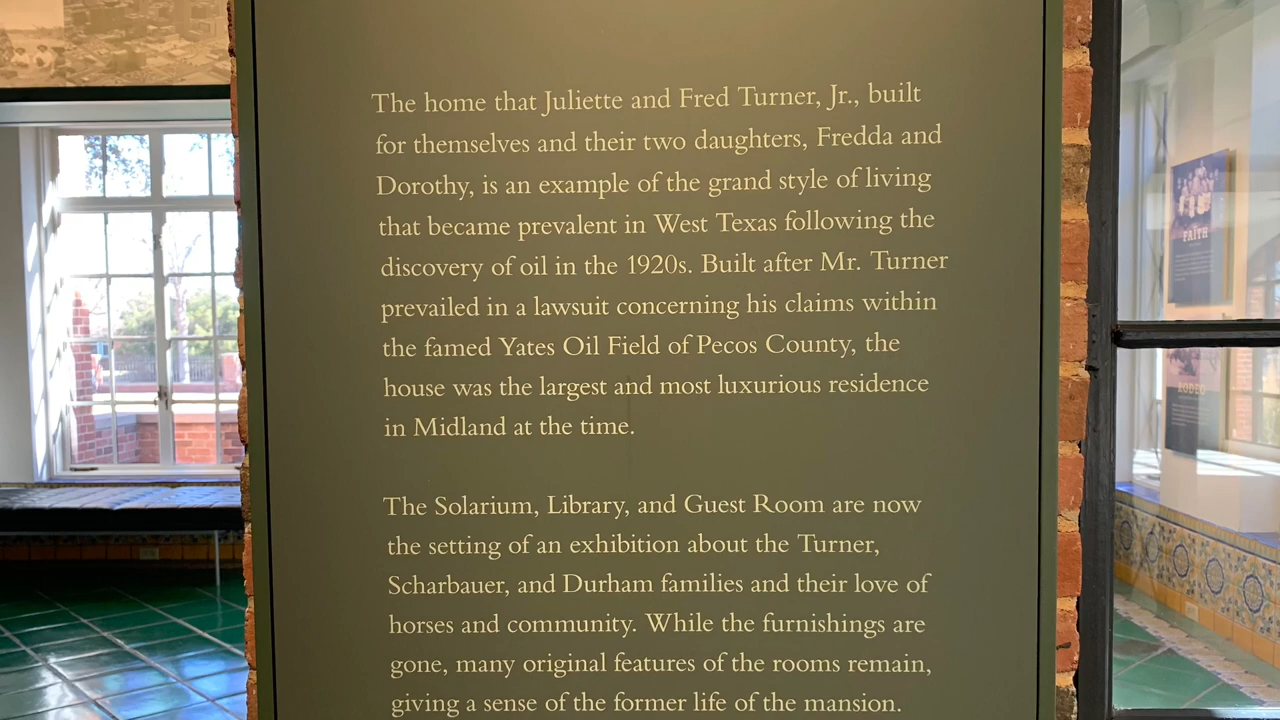 The home that Juliette and Fred Turner, Jr., built
for themselves and their two daughters, Fredda and
Dorothy, is an example of the grand style of living
that became prevalent in West Texas following the
discovery of oil in the 1920s. Built after Mr. Turner
prevailed in a lawsuit concerning his claims within
the famed Yates Oil Field of Pecos County, the
house was the largest and most luxurious residence
in Midland at the time.
The Solarium, Library, and Guest Room are now
the setting of an exhibition about the Turner,
Scharbauer, and Durham families and their love of
horses and community. While the furnishings are
gone, many original features of the rooms remain,
giving a sense of the former life of the mansion.
FAITH
RODEO